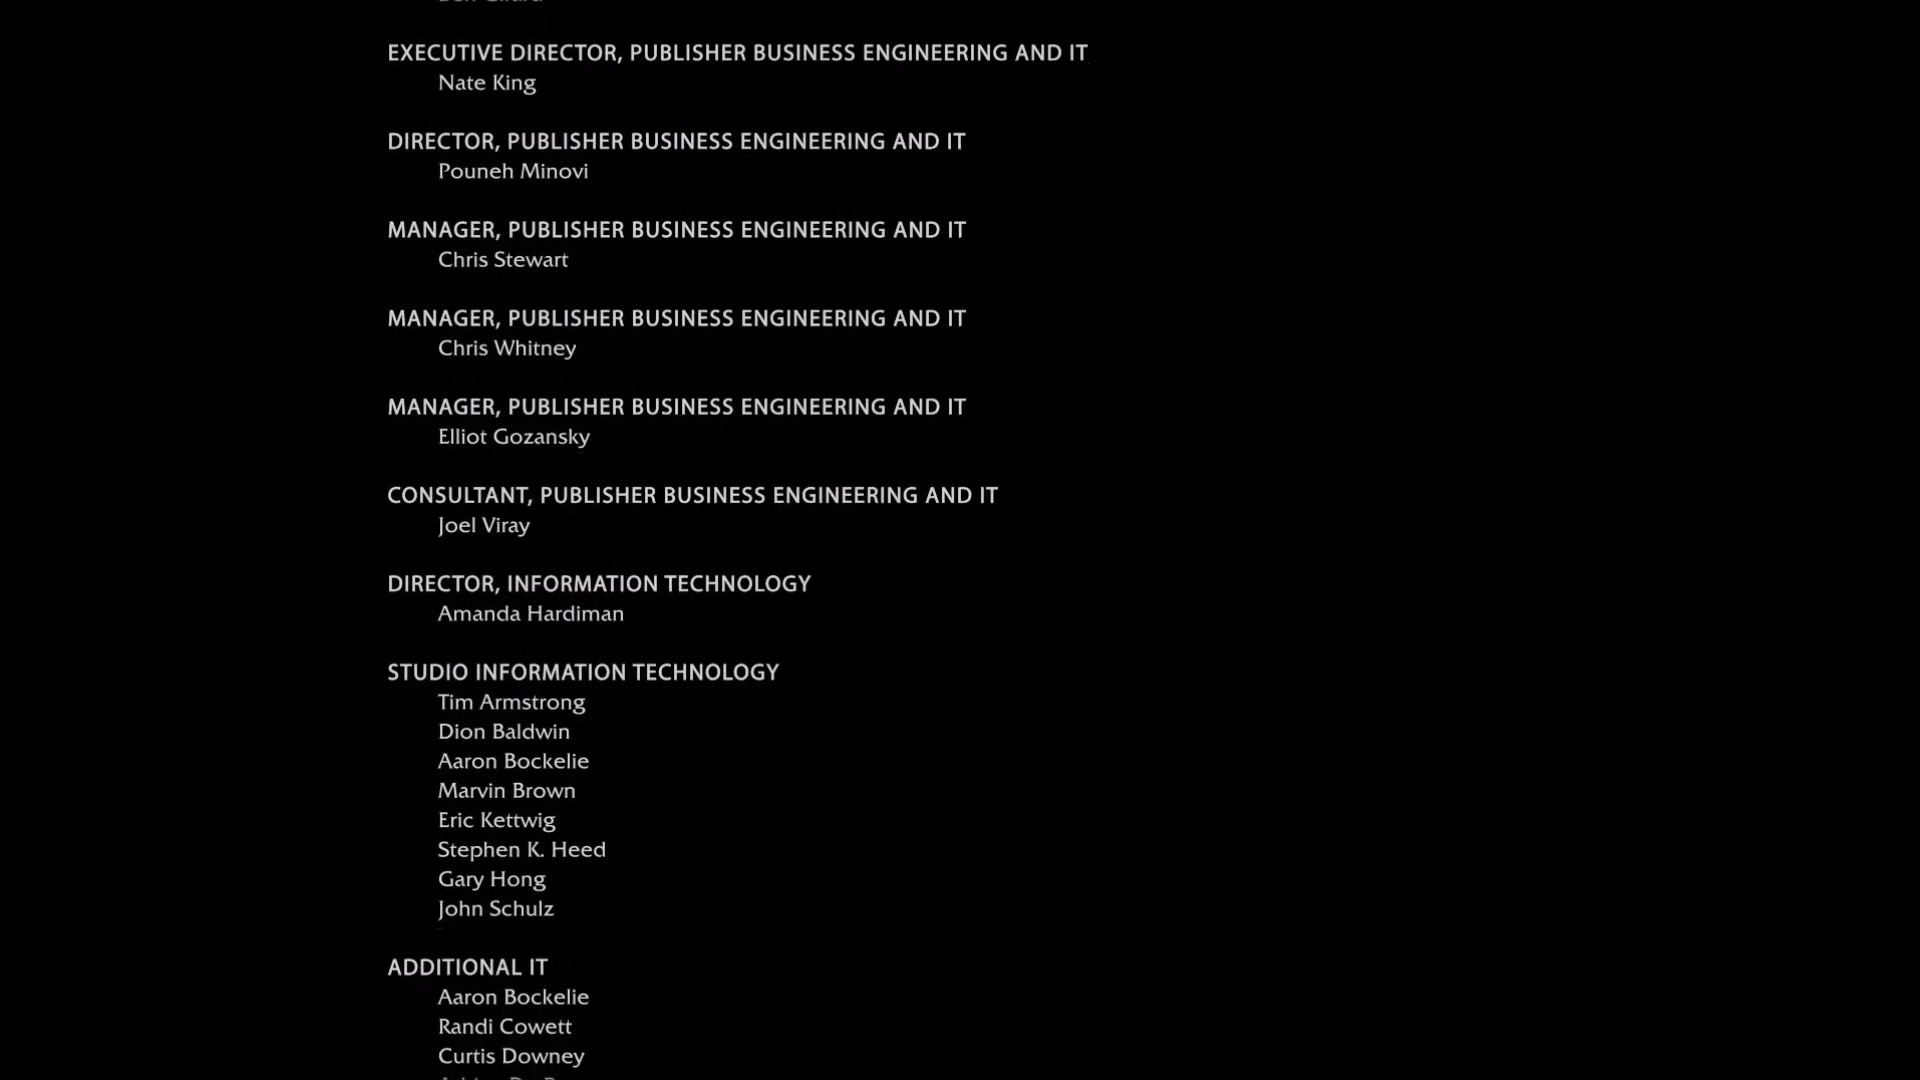 EXECUTIVE DIRECTOR, PUBLISHER BUSINESS ENGINEERING AND IT
Nate King
DIRECTOR, PUBLISHER BUSINESS ENGINEERING AND IT
Pouneh Minovi
MANAGER, PUBLISHER BUSINESS ENGINEERING AND IT
Chris Stewart
MANAGER, PUBLISHER BUSINESS ENGINEERING AND IT
Chris Whitney
MANAGER, PUBLISHER BUSINESS ENGINEERING AND IT
Elliot Gozansky
CONSULTANT, PUBLISHER BUSINESS ENGINEERING AND IT
Joel Viray
DIRECTOR, INFORMATION TECHNOLOGY
Amanda Hardiman
STUDIO INFORMATION TECHNOLOGY
Tim Armstrong
Dion Baldwin
Aaron Bockelie
Marvin Brown
Eric Kettwig
Stephen K. Heed
Gary Hong
John Schulz
ADDITIONAL IT
Aaron Bockelie
Randi Cowett
Curtis Downey